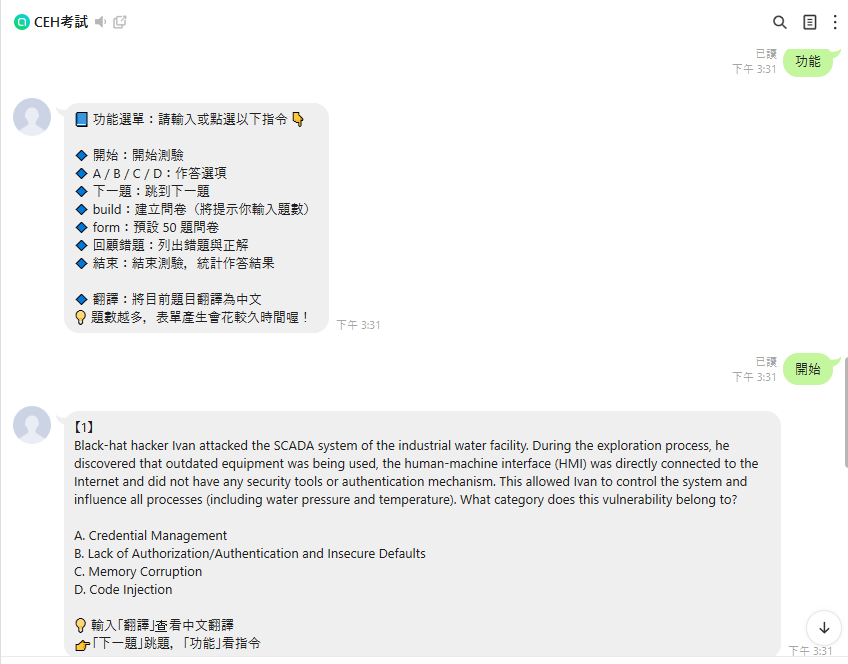 CEH考試
已讀
下午 3:31
功能
📘 功能選單：請輸入或點選以下指令 👇
🔷 開始：開始測驗
🔷 A / B / C / D：作答選項
🔷 下一題：跳到下一題
🔷 build：建立問卷（將提示你輸入題數）
🔷 form：預設 50 題問卷
🔷 回顧錯題：列出錯題與正解
🔷 結束：結束測驗，統計作答結果
🔷 翻譯：將目前題目翻譯為中文
💡 題數越多，表單產生會花較久時間喔！
下午 3:31
已讀
下午 3:31
開始
【1】
Black-hat hacker Ivan attacked the SCADA system of the industrial water facility. During the exploration process, he
discovered that outdated equipment was being used, the human-machine interface (HMI) was directly connected to the
Internet and did not have any security tools or authentication mechanism. This allowed Ivan to control the system and
influence all processes (including water pressure and temperature). What category does this vulnerability belong to?
A. Credential Management
B. Lack of Authorization/Authentication and Insecure Defaults
C. Memory Corruption
D. Code Injection
💡 輸入「翻譯」查看中文翻譯
👉「下一題」跳題，「功能」看指令
下午 3:31